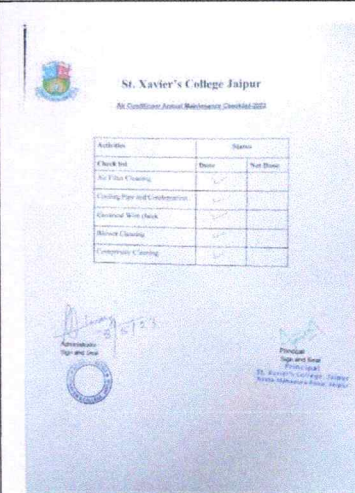 St. Xavier's College Jaipur
Air Conditioner Annual Maintenance Checklist-2023
Activities Status
Check list Done Not Done
Air Filter Cleaning
Cooling Pipe and Condensation
Electrical Wire check
Blower Cleaning
Compressor Cleaning
Administrator
Sign and Seal
Principal
Sign and Seal
Principal
St. Xavier's College, Jaipur